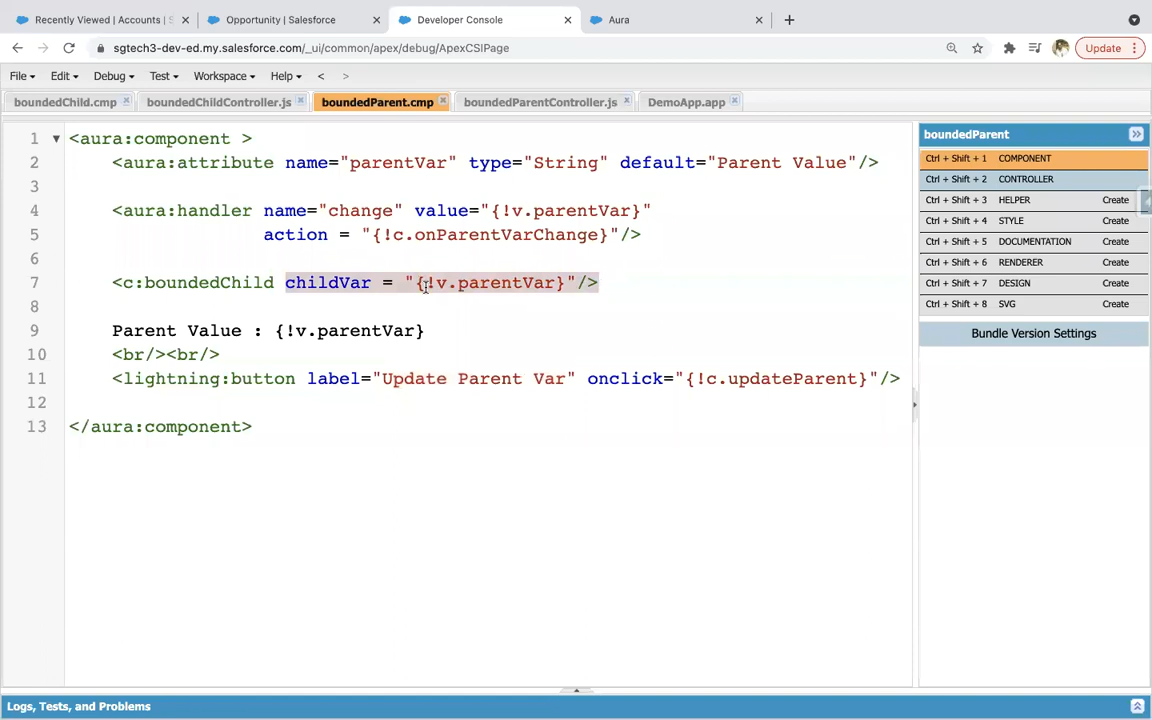 Recently Viewed | Accounts | S
Opportunity | Salesforce
Developer Console
Aura
sgtech3-dev-ed.my.salesforce.com/_ui/common/apex/debug/ApexCSIPage
Update
File Edit Debug Test Workspace Help < >
boundedChild.cmp
boundedChildController.js
boundedParent.cmp
boundedParentController.js
DemoApp.app
1 <aura:component >
2 <aura:attribute name="parentVar" type="String" default="Parent Value"/>
3
4 <aura:handler name="change" value="{!v.parentVar}"
5 action = "{!c.onParentVarChange}"/>
6
7 <c:boundedChild childVar = "{!v.parentVar}"/>
8
9 Parent Value : {!v.parentVar}
10 <br/><br/>
11 <lightning:button label="Update Parent Var" onclick="{!c.updateParent}"/>
12
13 </aura:component>
boundedParent
Ctrl + Shift + 1 COMPONENT
Ctrl + Shift + 2 CONTROLLER
Ctrl + Shift + 3 HELPER Create
Ctrl + Shift + 4 STYLE Create
Ctrl + Shift + 5 DOCUMENTATION Create
Ctrl + Shift + 6 RENDERER Create
Ctrl + Shift + 7 DESIGN Create
Ctrl + Shift + 8 SVG Create
Bundle Version Settings
Logs, Tests, and Problems